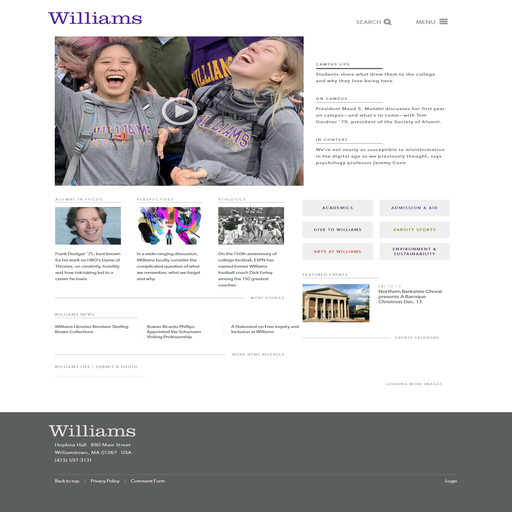 Williams
SEARCH
MENU
WILLIAMS
WILLIAMS
CAMPUS LIFE
Students share what drew them to the college
and why they love being here.
ON CAMPUS
President Maud S. Mandel discusses her first year
on campus—and what's come—with Tom
Gardner '79, president of the Society of Alumni.
IN CONTEXT
We're not nearly as susceptible to misinformation
in the digital age as we previously thought, says
psychology professor Jeremy Cone.
ALUMNI IN FOCUS
Frank Doelger '75, best known
for his work on HBO's Game of
Thrones, on creativity, humility
and how risk-taking led to a
career he loves.
PERSPECTIVES
In a wide-ranging discussion,
Williams faculty consider the
complicated question of what
we remember, what we forget
and why.
ATHLETICS
On the 150th anniversary of
college football, ESPN has
named former Williams
football coach Dick Farley
among the 150 greatest
coaches.
MORE STORIES
ACADEMICS
ADMISSION & AID
GIVE TO WILLIAMS
VARSITY SPORTS
ARTS AT WILLIAMS
ENVIRONMENT &
SUSTAINABILITY
FEATURED EVENTS
FRI 12/13
Northern Berkshire Choral
presents A Baroque
Christmas Dec. 13
EVENTS CALENDAR
WILLIAMS NEWS
Williams Libraries Receives Sterling
Brown Collections
Rowan Ricardo Phillips
Appointed the Schumann
Visiting Professorship
A Statement on Free Inquiry and
Inclusion at Williams
MORE NEWS RELEASES
WILLIAMS LIFE / SUBMIT A PHOTO
LOADING MORE IMAGES
Williams
Hopkins Hall 880 Main Street
Williamstown, MA 01267 USA
(413) 597-3131
Back to top
Privacy Policy
Comment Form
Login